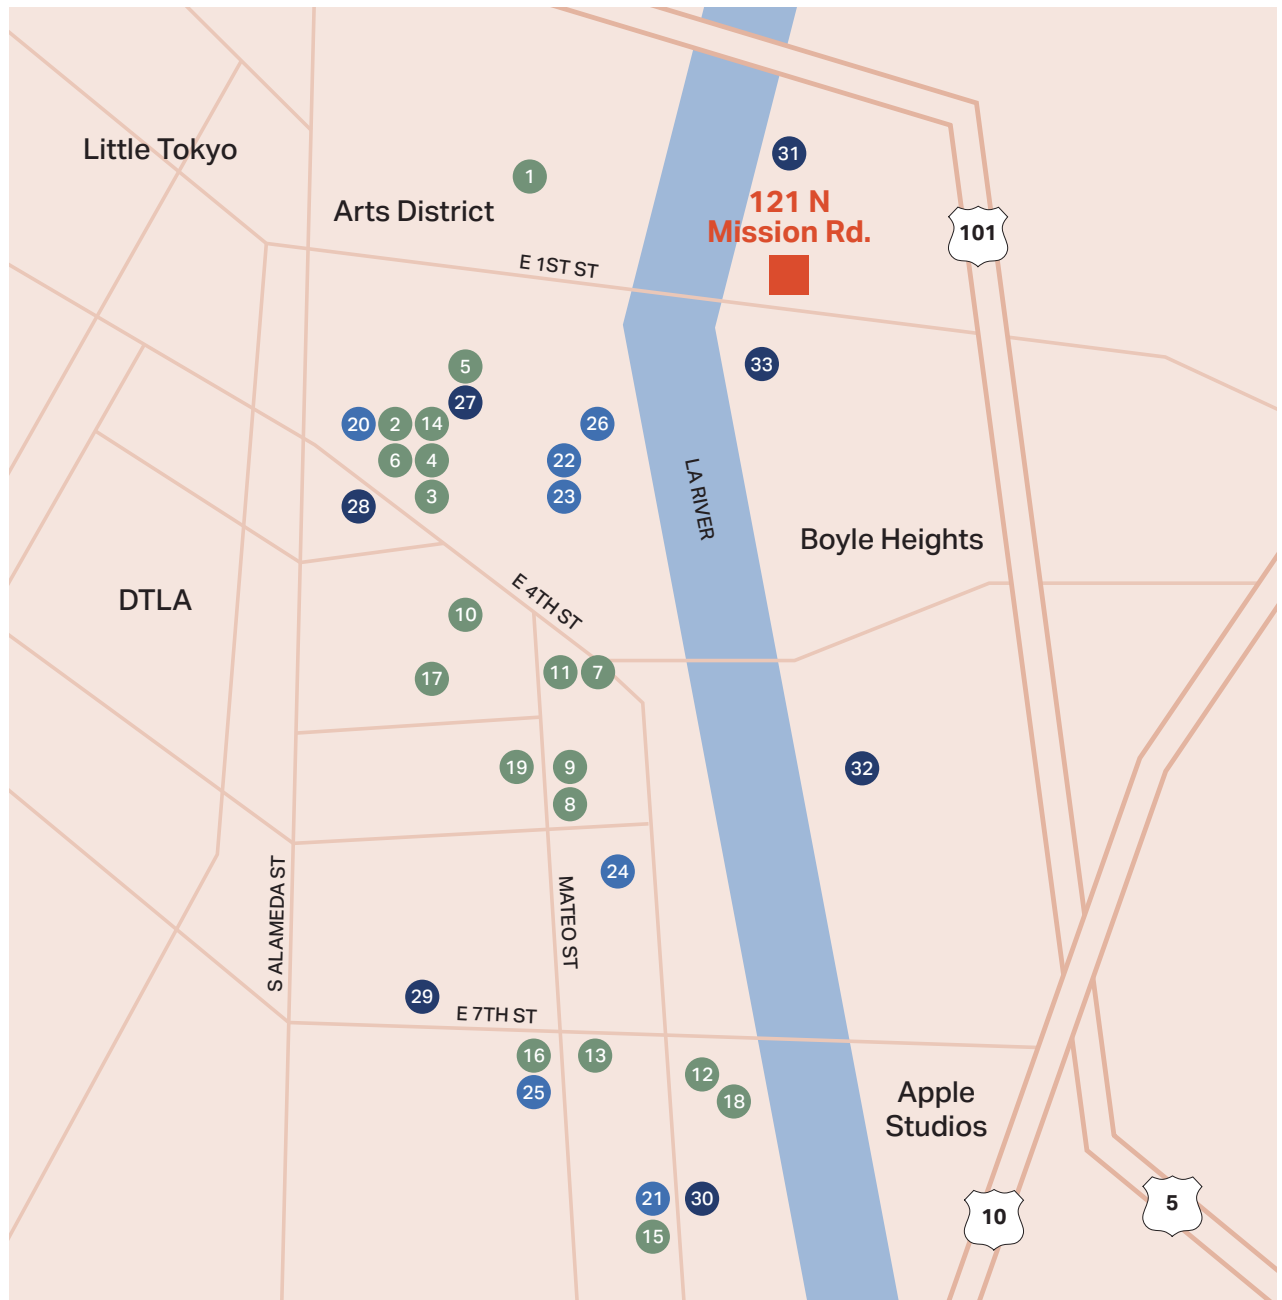 Little Tokyo
31
1
121 N
Mission Rd.
Arts District
101
E 1ST ST
5
33
27
20
2
14
26
6
4
22
3
23
28
LA RIVER
Boyle Heights
DTLA
E 4TH ST
10
11
7
17
19
9
32
8
24
S ALAMEDA ST
MATEO ST
29
E 7TH ST
16
13
12
25
18
Apple
Studios
21
30
5
10
15